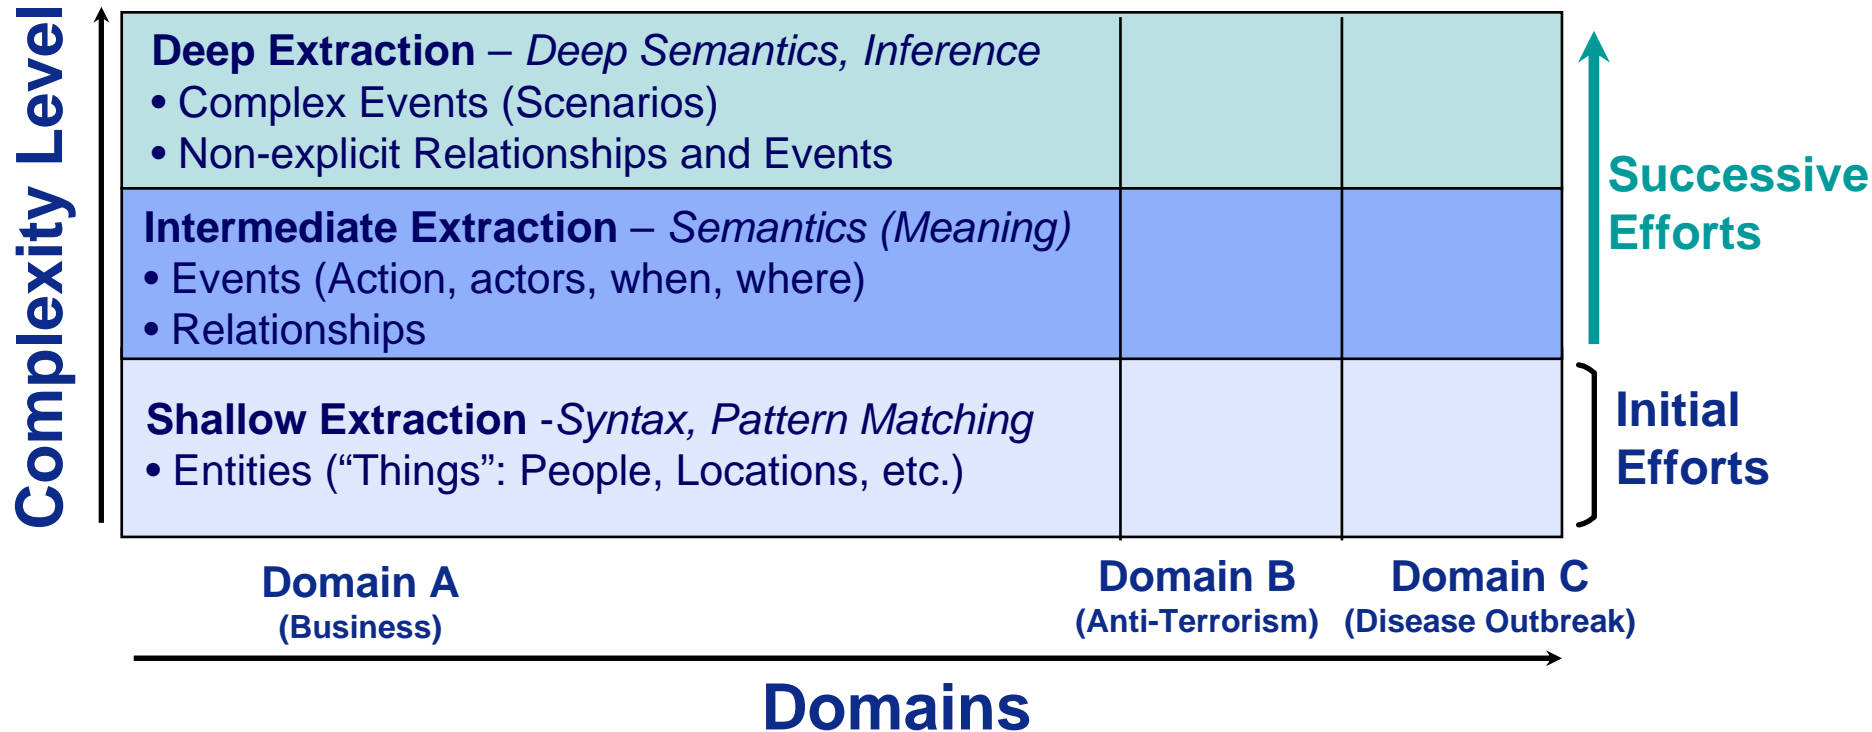 Complexity Level
Deep Extraction – Deep Semantics, Inference
• Complex Events (Scenarios)
• Non-explicit Relationships and Events
Intermediate Extraction – Semantics (Meaning)
• Events (Action, actors, when, where)
• Relationships
Shallow Extraction -Syntax, Pattern Matching
• Entities (“Things”: People, Locations, etc.)
Successive
Efforts
Initial
Efforts
Domain A
(Business)
Domain B
(Anti-Terrorism)
Domain C
(Disease Outbreak)
Domains